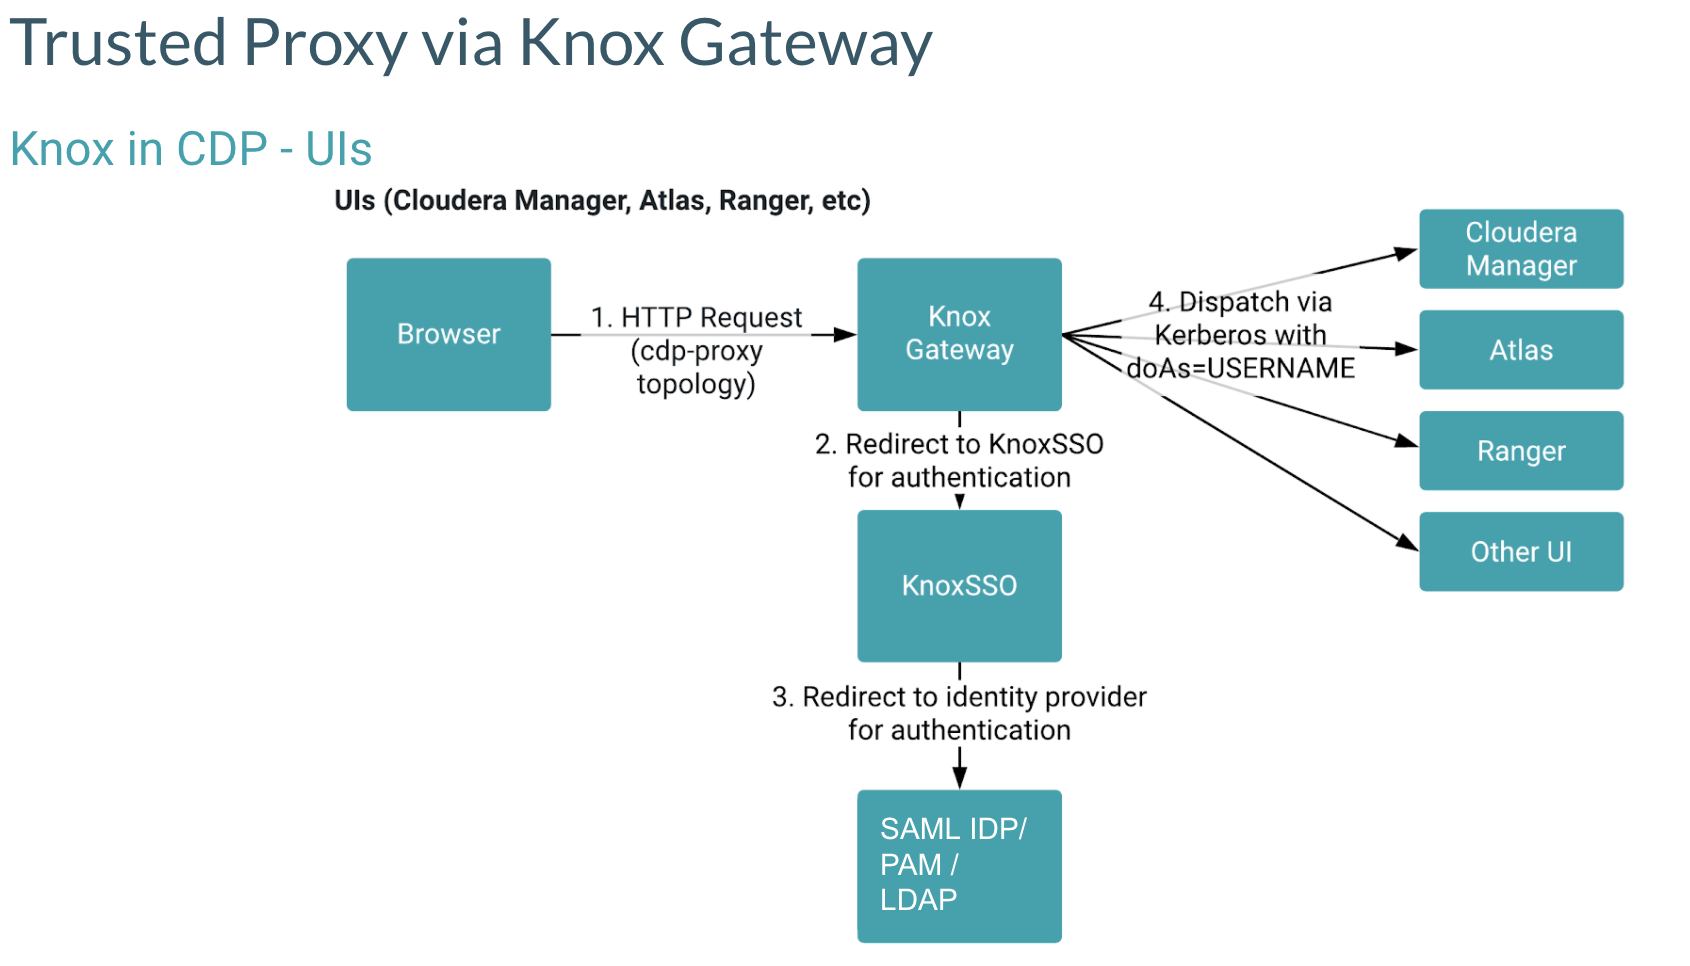 Trusted Proxy via Knox Gateway
Knox in CDP - UIs
UIs (Cloudera Manager, Atlas, Ranger, etc)
Browser
1. HTTP Request
(cdp-proxy
topology)
Knox
Gateway
4. Dispatch via
Kerberos with
doAs=USERNAME
Cloudera
Manager
Atlas
Ranger
Other UI
2. Redirect to KnoxSSO
for authentication
KnoxSSO
3. Redirect to identity provider
for authentication
SAML IDP/
PAM /
LDAP